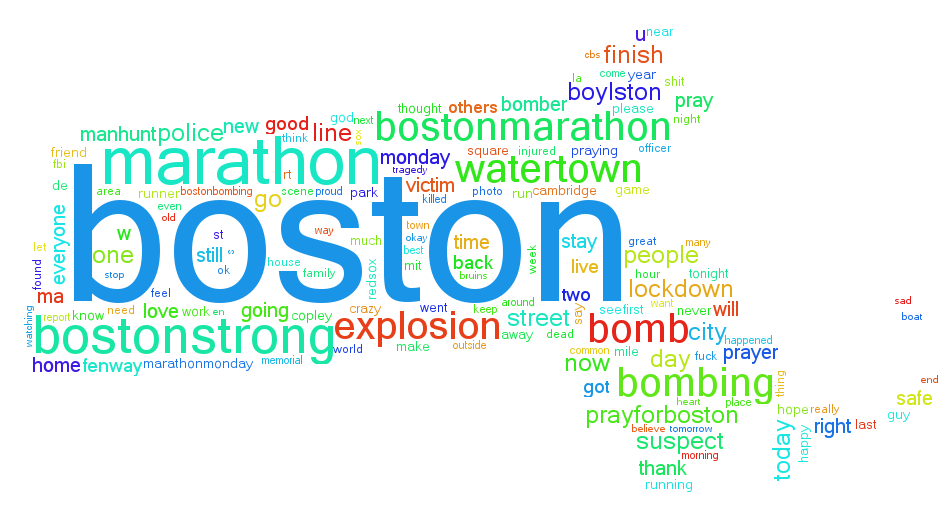 u near
cbs finish
la come year
boylston shit
thought others bomber please pray
manhunt police new god next good line bostonmarathon night
think sox
friend marathon monday square injured praying officer
fbi tragedy watertown
de area runner bostonbombing rt scene proud park victim killed photo run cambridge game
even go
old boston
everyone w st way much town time stay great many
one still s okay best week people
let stop ok house family redsox mit back live hour tonight
found feel bruins
ma need going two lockdown
report know love work en copley crazy went keep around say seefirst want never will sad
watching bostonstrong explosion street bomb city boat
world make outside away dead happened
home fenway marathonmonday memorial now common mile day fuck prayer
got bombing thing end
heart place safe
prayforboston hope really guy
believe tomorrow today happy right last
suspect
morning
thank
running